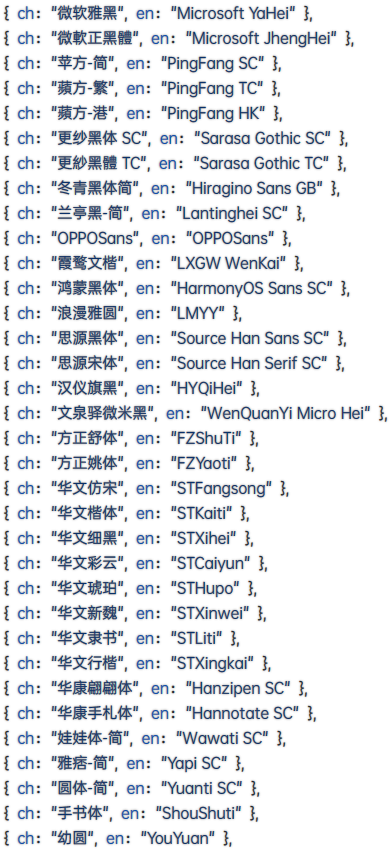 { ch: "微软雅黑", en: "Microsoft YaHei" },
{ ch: "微軟正黑體", en: "Microsoft JhengHei" },
{ ch: "苹方-简", en: "PingFang SC" },
{ ch: "蘋方-繁", en: "PingFang TC" },
{ ch: "蘋方-港", en: "PingFang HK" },
{ ch: "更纱黑体 SC", en: "Sarasa Gothic SC" },
{ ch: "更紗黑體 TC", en: "Sarasa Gothic TC" },
{ ch: "冬青黑体简", en: "Hiragino Sans GB" },
{ ch: "兰亭黑-简", en: "Lantinghei SC" },
{ ch: "OPPOSans", en: "OPPOSans" },
{ ch: "霞鹜文楷", en: "LXGW WenKai" },
{ ch: "鸿蒙黑体", en: "HarmonyOS Sans SC" },
{ ch: "浪漫雅圆", en: "LMYY" },
{ ch: "思源黑体", en: "Source Han Sans SC" },
{ ch: "思源宋体", en: "Source Han Serif SC" },
{ ch: "汉仪旗黑", en: "HYQiHei" },
{ ch: "文泉驿微米黑", en: "WenQuanYi Micro Hei" },
{ ch: "方正舒体", en: "FZShuTi" },
{ ch: "方正姚体", en: "FZYaoti" },
{ ch: "华文仿宋", en: "STFangsong" },
{ ch: "华文楷体", en: "STKaiti" },
{ ch: "华文细黑", en: "STXihei" },
{ ch: "华文彩云", en: "STCaiyun" },
{ ch: "华文琥珀", en: "STHupo" },
{ ch: "华文新魏", en: "STXinwei" },
{ ch: "华文隶书", en: "STLiti" },
{ ch: "华文行楷", en: "STXingkai" },
{ ch: "华康翩翩体", en: "Hanzipen SC" },
{ ch: "华康手札体", en: "Hannotate SC" },
{ ch: "娃娃体-简", en: "Wawati SC" },
{ ch: "雅痞-简", en: "Yapi SC" },
{ ch: "圆体-简", en: "Yuanti SC" },
{ ch: "手书体", en: "ShouShuti" },
{ ch: "幼圆", en: "YouYuan" },